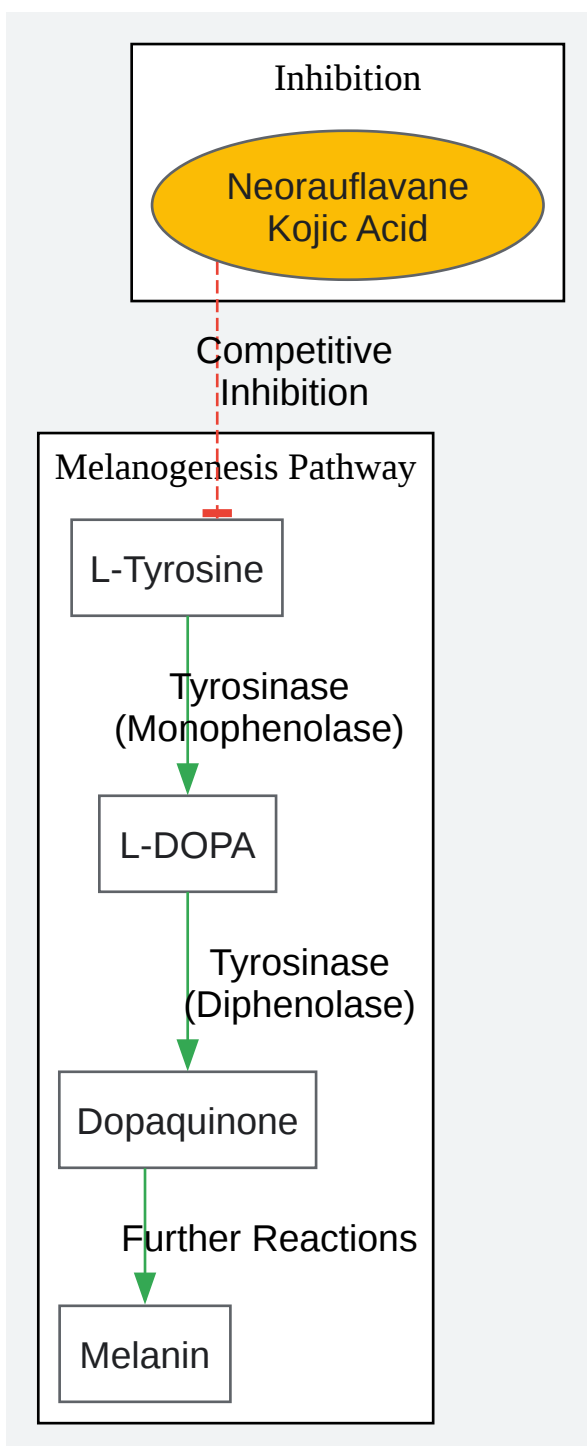 Inhibition
Neorauflavane
Kojic Acid
Competitive
Inhibition
Melanogenesis Pathway
L-Tyrosine
Tyrosinase
(Monophenolase)
L-DOPA
Tyrosinase
(Diphenolase)
Dopaquinone
Further Reactions
Melanin